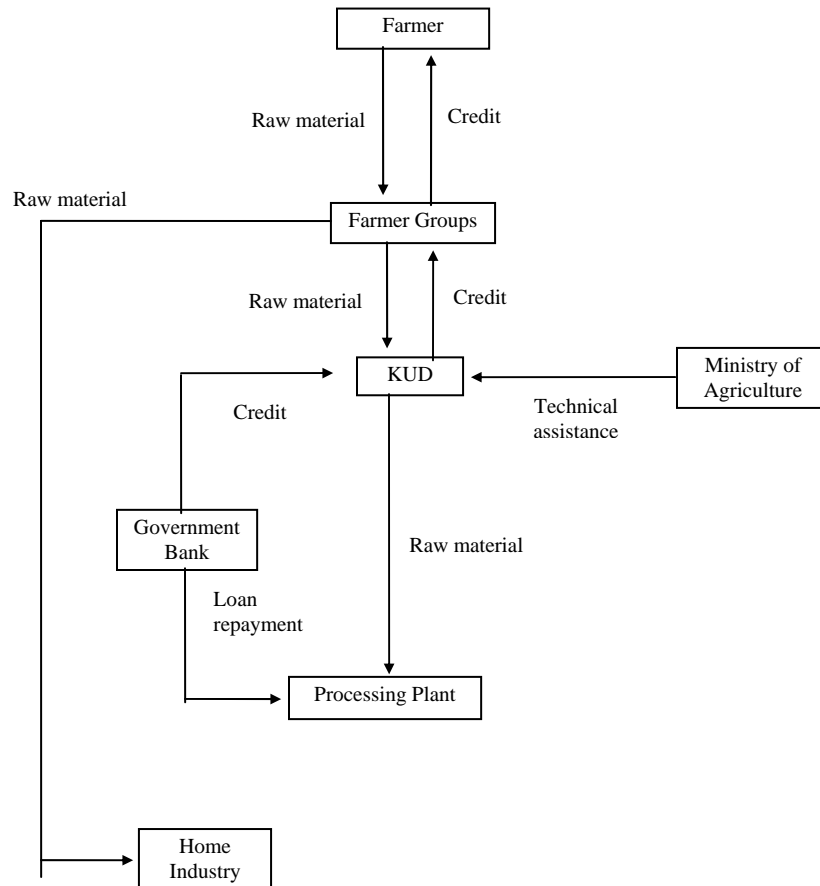 Farmer
Raw material
Credit
Raw material
Farmer Groups
Raw material
Credit
KUD
Ministry of
Agriculture
Credit
Technical
assistance
Government
Bank
Raw material
Loan
repayment
Processing Plant
Home
Industry